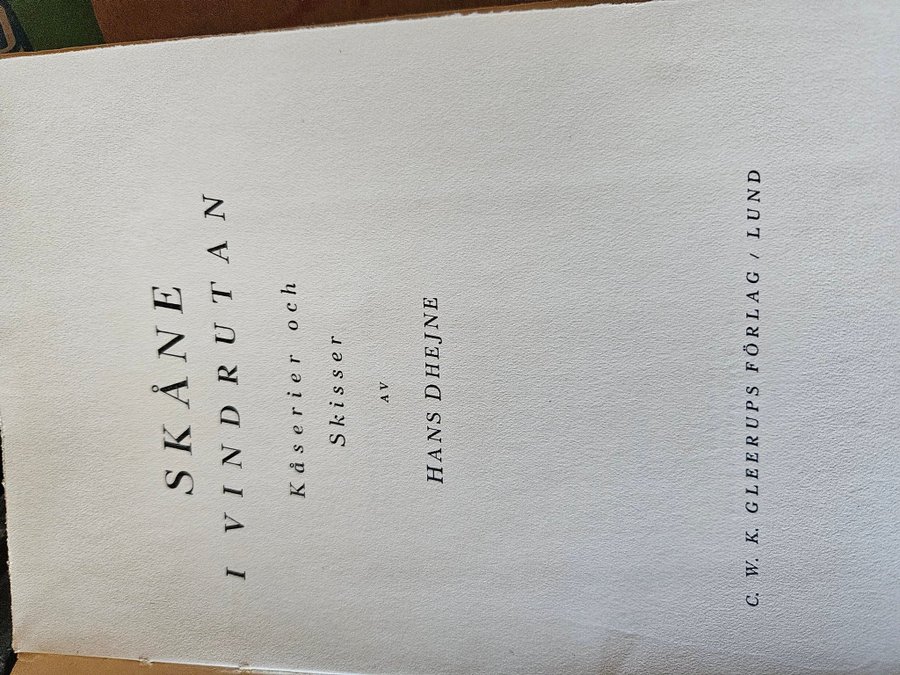 SKÅNE
I VINDRUTAN
Kåserier och
Skisser
AV
HANS DHEJNE
C. W. K. GLEERUPS FÖRLAG / LUND